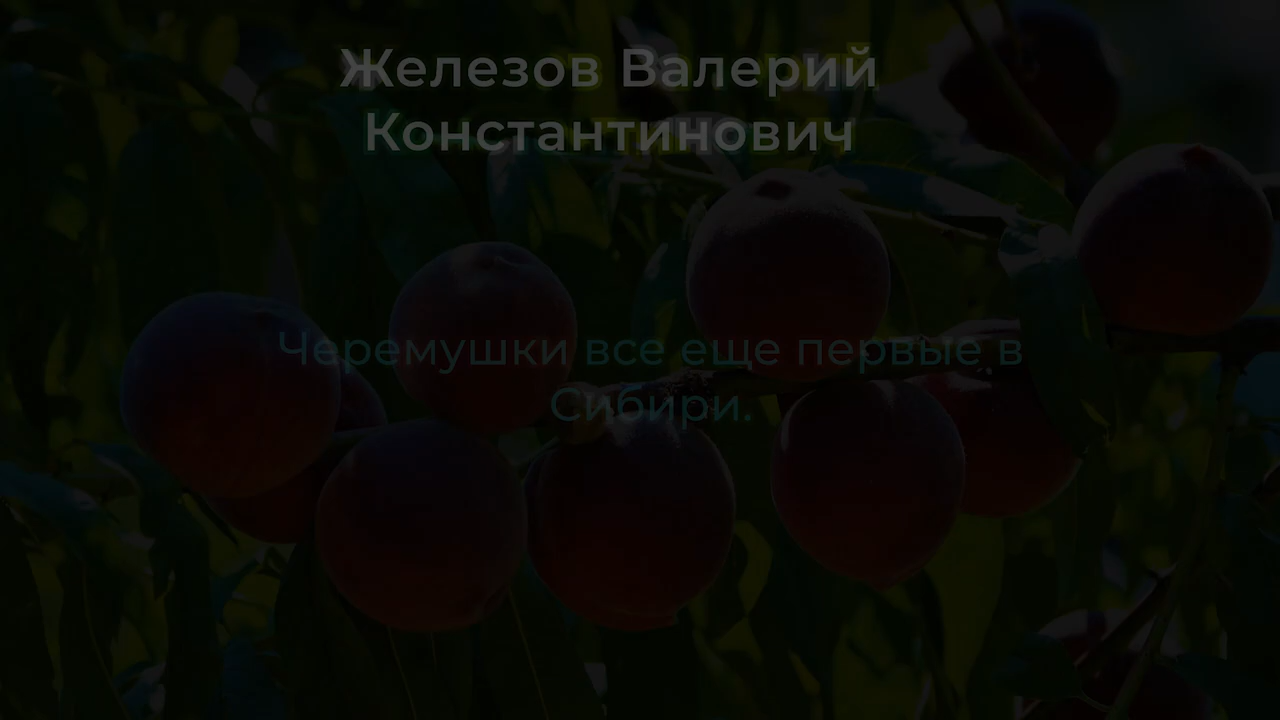 Железов Валерий
Константинович
Черемушки все еще первые в
Сибири.